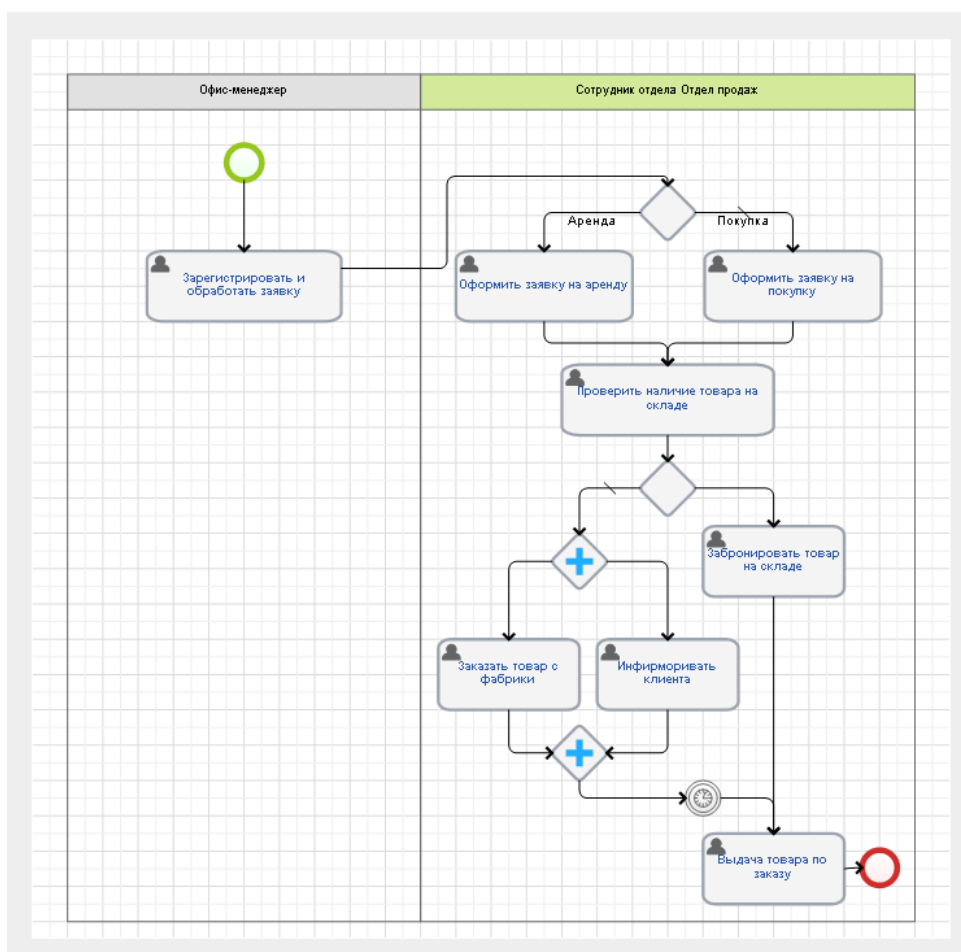 Офис-менеджер
Сотрудник отдела Отдел продаж
Аренда
Покупка
Зарегистрировать и
обработать заявку
Оформить заявку на аренду
Оформить заявку на
покупку
Проверить наличие товара на
складе
Забронировать товар
на складе
Заказать товар с
фабрики
Инфирморивать
клиента
Выдача товара по
заказу